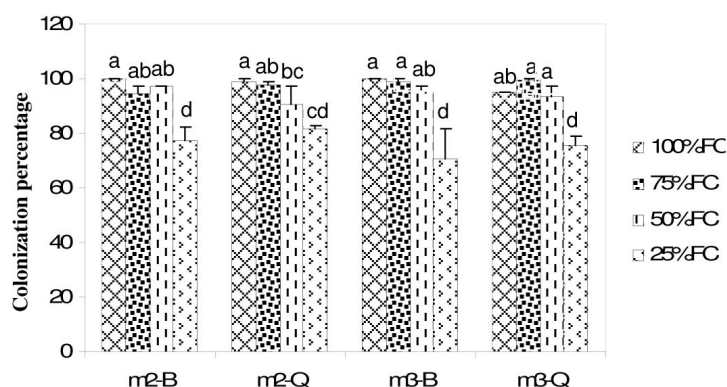 Colonization percentage
120
100
80
60
40
20
0
a ab ab d
a ab bc cd
a a ab d
ab a a d
m2-B m2-Q m3-B m3-Q
100%FC
75%FC
50%FC
25%FC